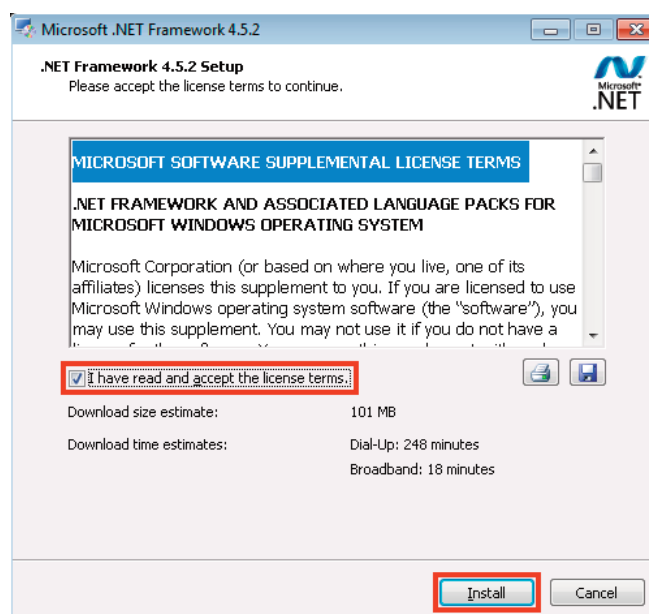 Microsoft .NET Framework 4.5.2
.NET Framework 4.5.2 Setup
Please accept the license terms to continue.
Microsoft®
.NET
MICROSOFT SOFTWARE SUPPLEMENTAL LICENSE TERMS
.NET FRAMEWORK AND ASSOCIATED LANGUAGE PACKS FOR
MICROSOFT WINDOWS OPERATING SYSTEM
Microsoft Corporation (or based on where you live, one of its
affiliates) licenses this supplement to you. If you are licensed to use
Microsoft Windows operating system software (the "software"), you
may use this supplement. You may not use it if you do not have a
I have read and accept the license terms.
Download size estimate: 101 MB
Download time estimates: Dial-Up: 248 minutes
Broadband: 18 minutes
Install Cancel